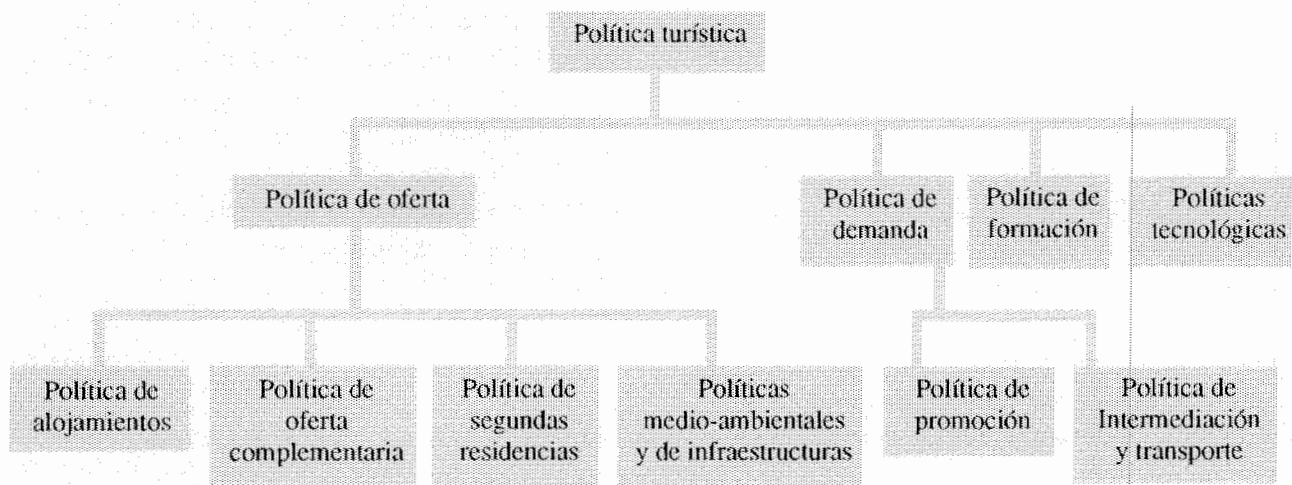 Política turística
Política de oferta
Política de
demanda
Política de
formación
Políticas
tecnológicas
Política de
alojamientos
Política de
oferta
complementaria
Política de
segundas
residencias
Políticas
medio-ambientales
y de infraestructuras
Política de
promoción
Política de
Intermediación
y transporte